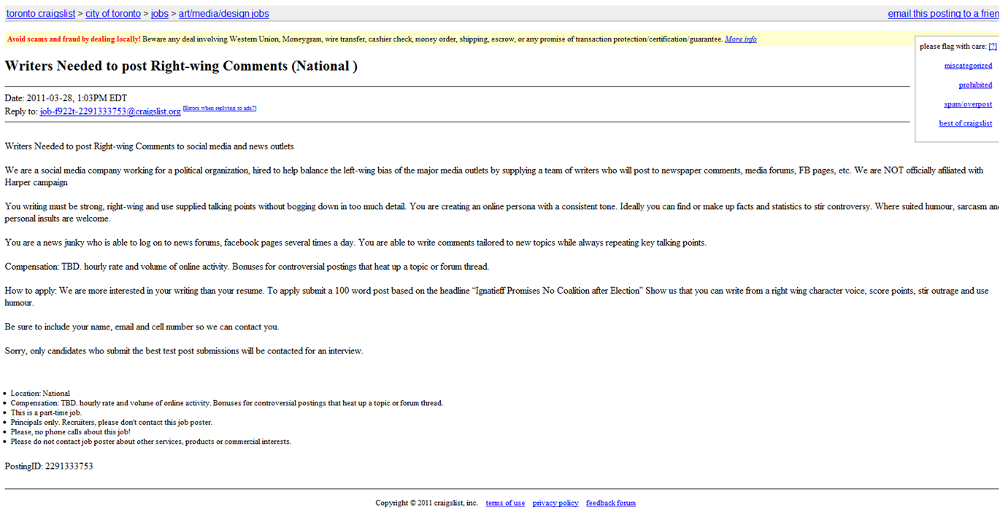 toronto craigslist > city of toronto > jobs > art/media/design jobs
email this posting to a frien
Avoid scams and fraud by dealing locally! Beware any deal involving Western Union, Moneygram, wire transfer, cashier check, money order, shipping, escrow, or any promise of transaction protection/certification/guarantee. More info
please flag with care: [?]
miscategorized
prohibited
spam/overpost
best of craigslist
Writers Needed to post Right-wing Comments (National )
Date: 2011-03-28, 1:03PM EDT
Reply to: job-f922t-2291333753@craigslist.org [Errors when replying to ads?]
Writers Needed to post Right-wing Comments to social media and news outlets
We are a social media company working for a political organization, hired to help balance the left-wing bias of the major media outlets by supplying a team of writers who will post to newspaper comments, media forums, FB pages, etc. We are NOT officially afiliated with
Harper campaign
You writing must be strong, right-wing and use supplied talking points without bogging down in too much detail. You are creating an online persona with a consistent tone. Ideally you can find or make up facts and statistics to stir controversy. Where suited humour, sarcasm an
personal insults are welcome.
You are a news junky who is able to log on to news forums, facebook pages several times a day. You are able to write comments tailored to new topics while always repeating key talking points.
Compensation: TBD. hourly rate and volume of online activity. Bonuses for controversial postings that heat up a topic or forum thread.
How to apply: We are more interested in your writing than your resume. To apply submit a 100 word post based on the headline “Ignatieff Promises No Coalition after Election” Show us that you can write from a right wing character voice, score points, stir outrage and use
humour.
Be sure to include your name, email and cell number so we can contact you.
Sorry, only candidates who submit the best test post submissions will be contacted for an interview.
• Location: National
• Compensation: TBD. hourly rate and volume of online activity. Bonuses for controversial postings that heat up a topic or forum thread.
• This is a part-time job.
• Principals only. Recruiters, please don't contact this job poster.
• Please, no phone calls about this job!
• Please do not contact job poster about other services, products or commercial interests.
PostingID: 2291333753
Copyright © 2011 craigslist, inc. terms of use privacy policy feedback forum